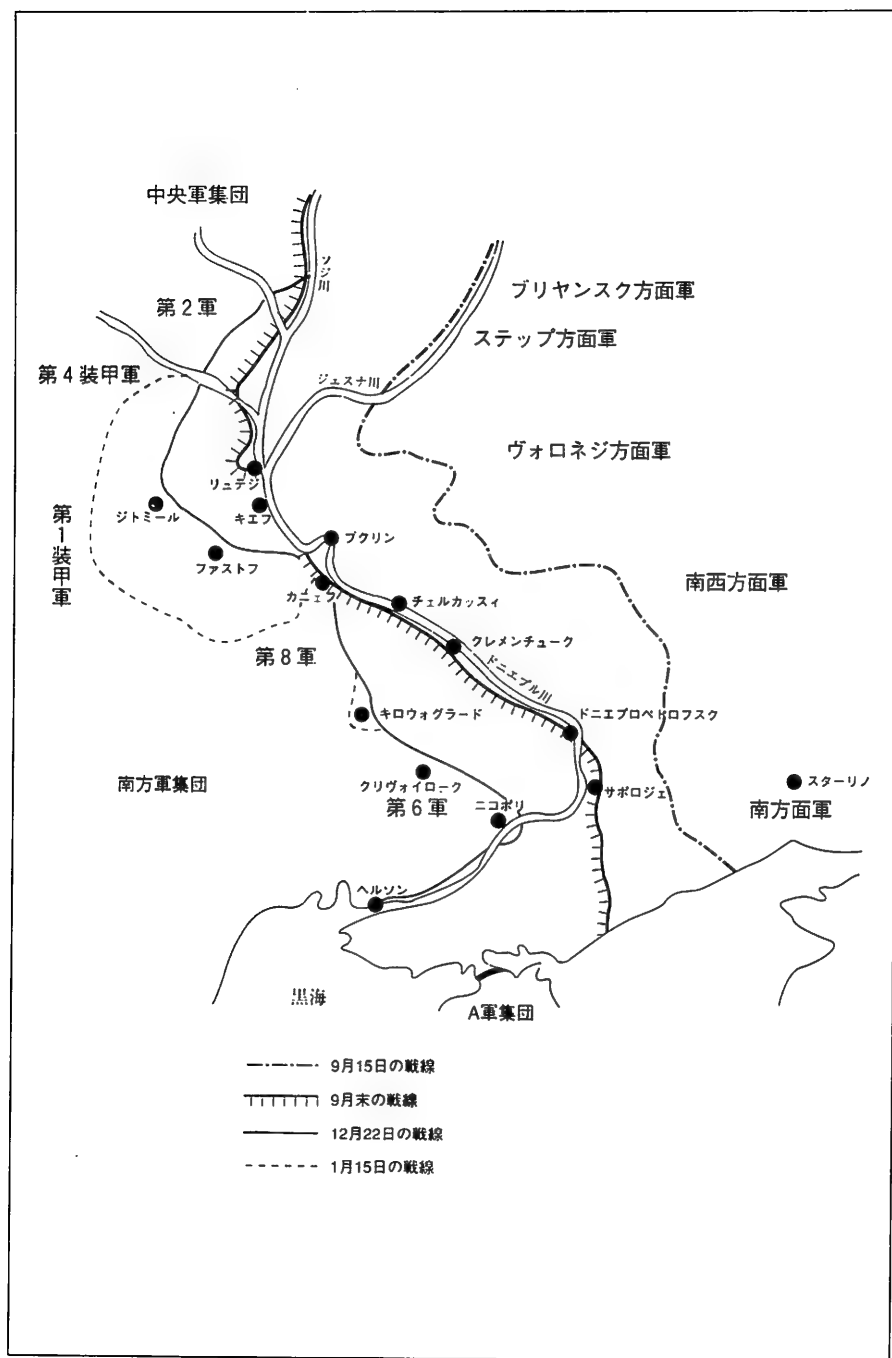 中央軍集団
ソジ川
ブリヤンスク方面軍
第2軍
ステップ方面軍
第4装甲軍
ジェスナ川
ヴォロネジ方面軍
リュテジ
ジトミール
キエフ
第1装甲軍
ブクリン
ファストフ
南西方面軍
カニェフ
チェルカッスィ
クレメンチューク
第8軍
ドニエプル川
キロウォグラード
ドニエプロペトロフスク
南方軍集団
クリヴォイローク
サポロジェ
スターリノ
第6軍
ニコポリ
南方面軍
ヘルソン
黒海
A軍集団
9月15日の戦線
9月末の戦線
12月22日の戦線
1月15日の戦線